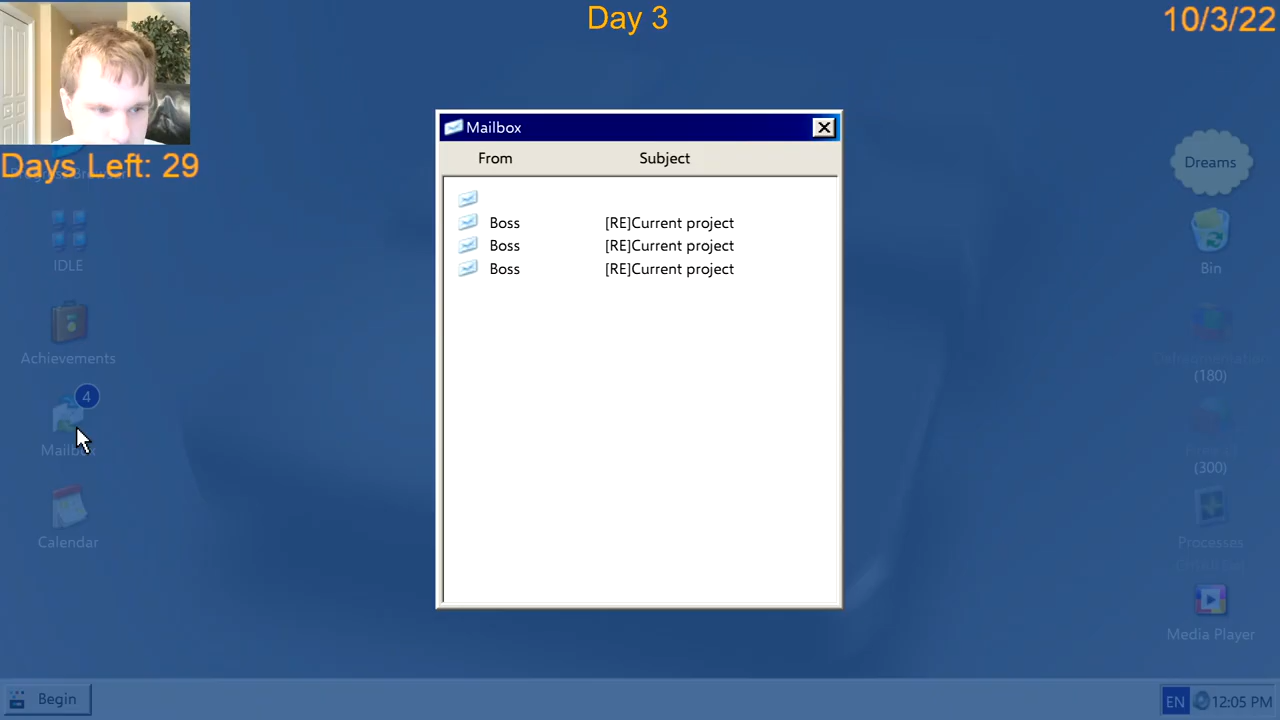 Day 3
10/3/22
Days Left: 29
Mailbox
From Subject
Boss [RE]Current project
Boss [RE]Current project
Boss [RE]Current project
IDLE
Achievements
4
Calendar
Dreams
Bin
(180)
(300)
Processes
Media Player
Begin
EN 12:05 PM